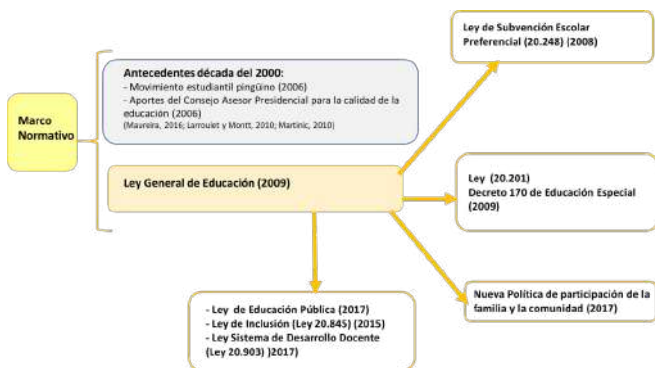 Marco
Normativo
Antecedentes década del 2000:
- Movimiento estudiantil pingüino (2006)
- Aportes del Consejo Asesor Presidencial para la calidad de la
educación (2006)
(Maureira, 2016; Larroulet y Montt, 2010; Martinic, 2010)
Ley General de Educación (2009)
Ley de Subvención Escolar
Preferencial (20.248) (2008)
Ley (20.201)
Decreto 170 de Educación Especial
(2009)
Nueva Política de participación de la
familia y la comunidad (2017)
- Ley de Educación Pública (2017)
- Ley de Inclusión (Ley 20.845) (2015)
- Ley Sistema de Desarrollo Docente
(Ley 20.903) )2017)